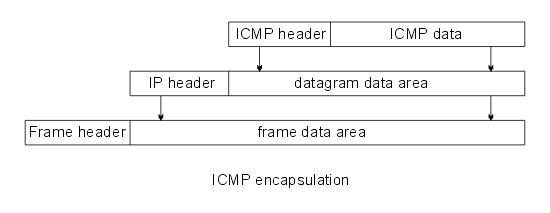 ICMP header ICMP data
IP header datagram data area
Frame header frame data area
ICMP encapsulation